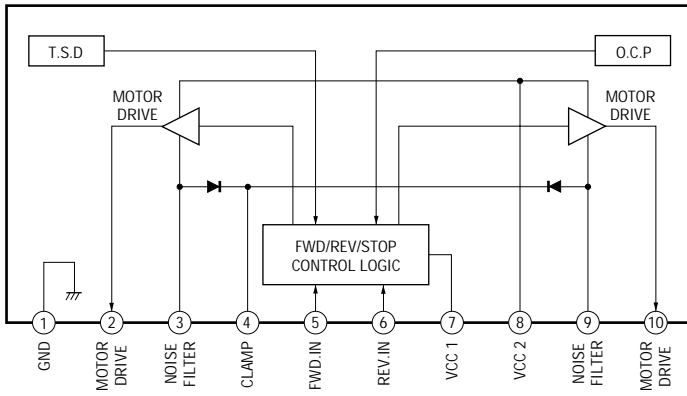 T.S.D
O.C.P
MOTOR
DRIVE
MOTOR
DRIVE
FWD/REV/STOP
CONTROL LOGIC
1
2
3
4
5
6
7
8
9
10
GND
MOTOR
DRIVE
NOISE
FILTER
CLAMP
FWD.IN
REV.IN
VCC 1
VCC 2
NOISE
FILTER
MOTOR
DRIVE